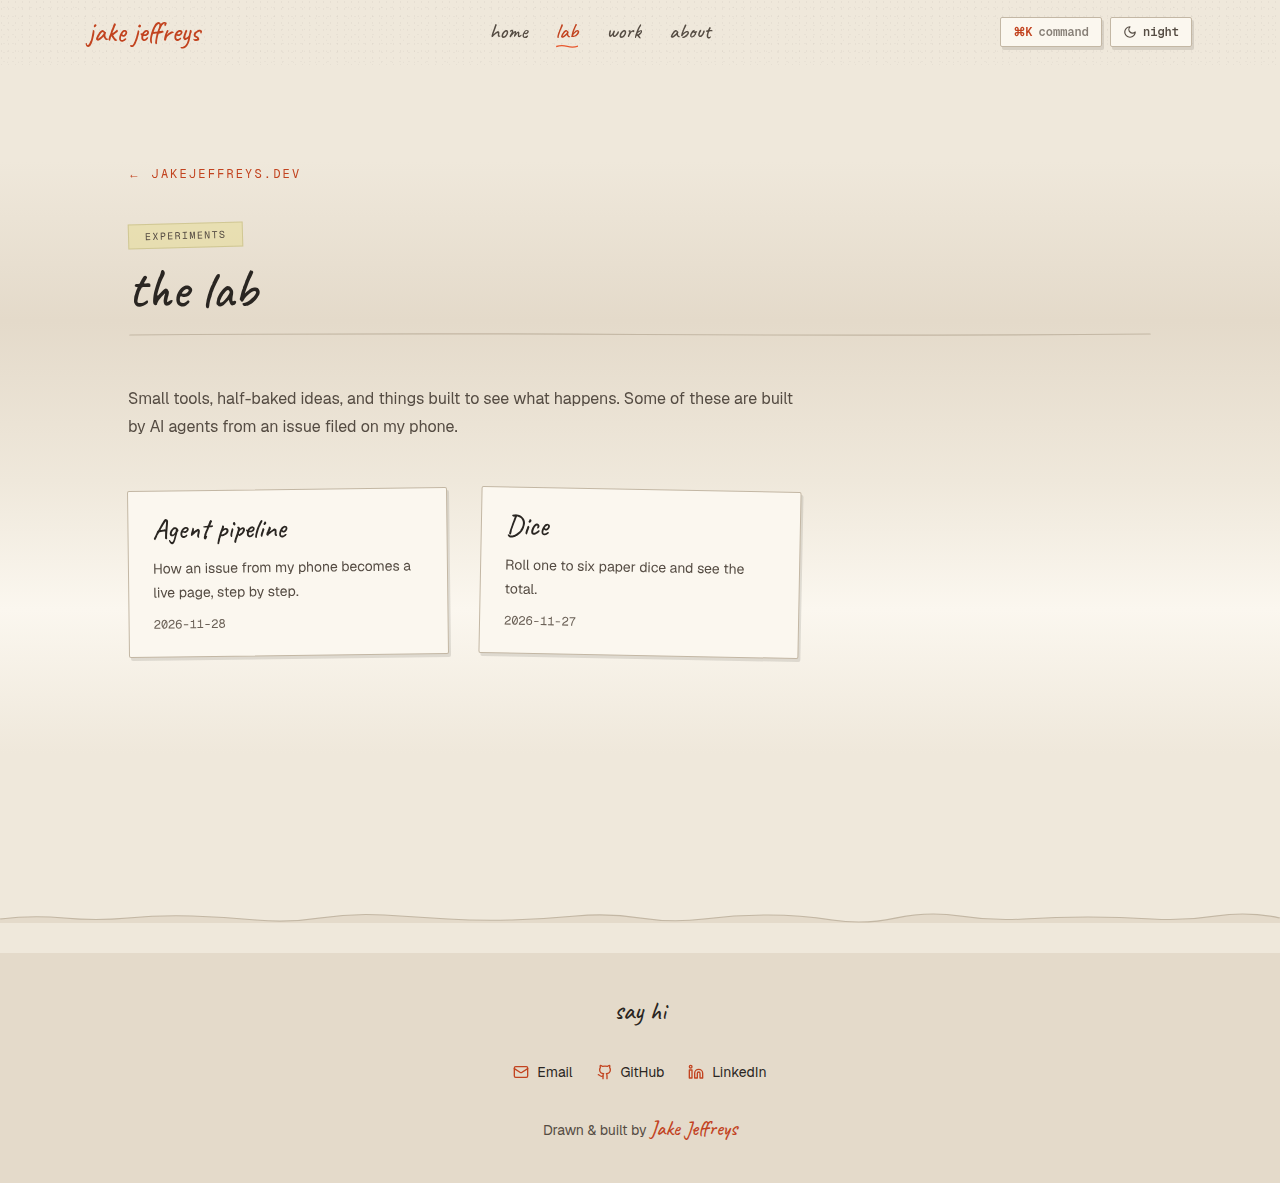 jake jeffreys
home lab work about
⌘K command
night
← JAKEJEFFREYS.DEV
EXPERIMENTS
the lab
Small tools, half-baked ideas, and things built to see what happens. Some of these are built
by AI agents from an issue filed on my phone.
Agent pipeline
How an issue from my phone becomes a
live page, step by step.
2026-11-28
Dice
Roll one to six paper dice and see the
total.
2026-11-27
say hi
Email GitHub LinkedIn
Drawn & built by Jake Jeffreys